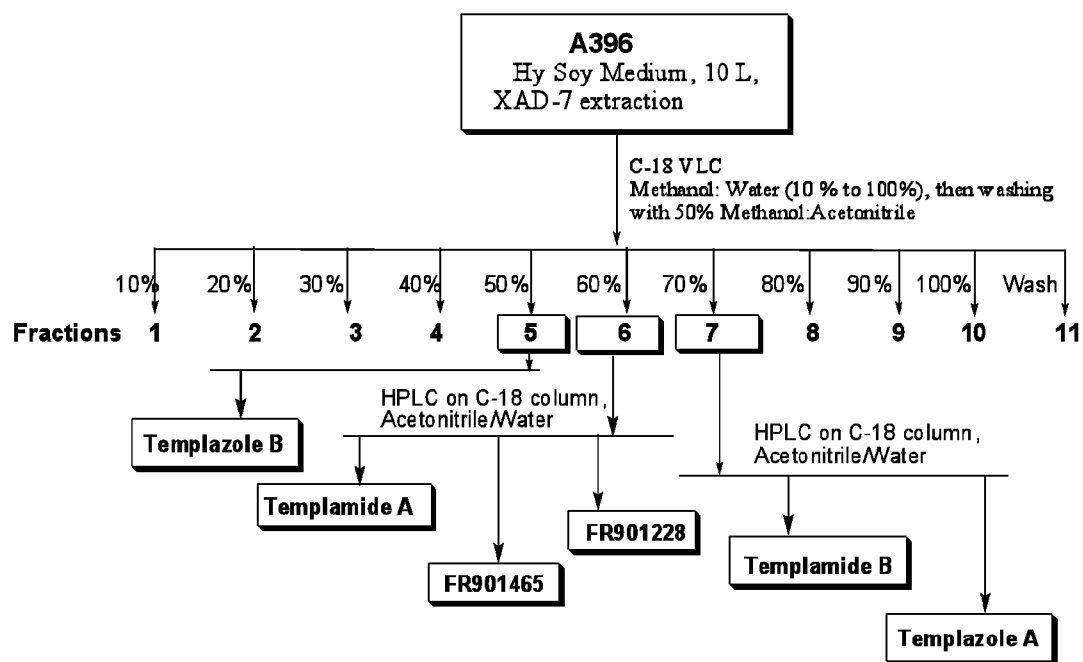 A396
Hy Soy Medium, 10 L,
XAD-7 extraction
C-18 VLC
Methanol: Water (10 % to 100%), then washing
with 50% Methanol:Acetonitrile
10% 20% 30% 40% 50% 60% 70% 80% 90% 100% Wash
Fractions 1 2 3 4 5 6 7 8 9 10 11
HPLC on C-18 column,
Acetonitrile/Water
Templazole B
HPLC on C-18 column,
Acetonitrile/Water
Templamide A
FR901228
FR901465
Templamide B
Templazole A